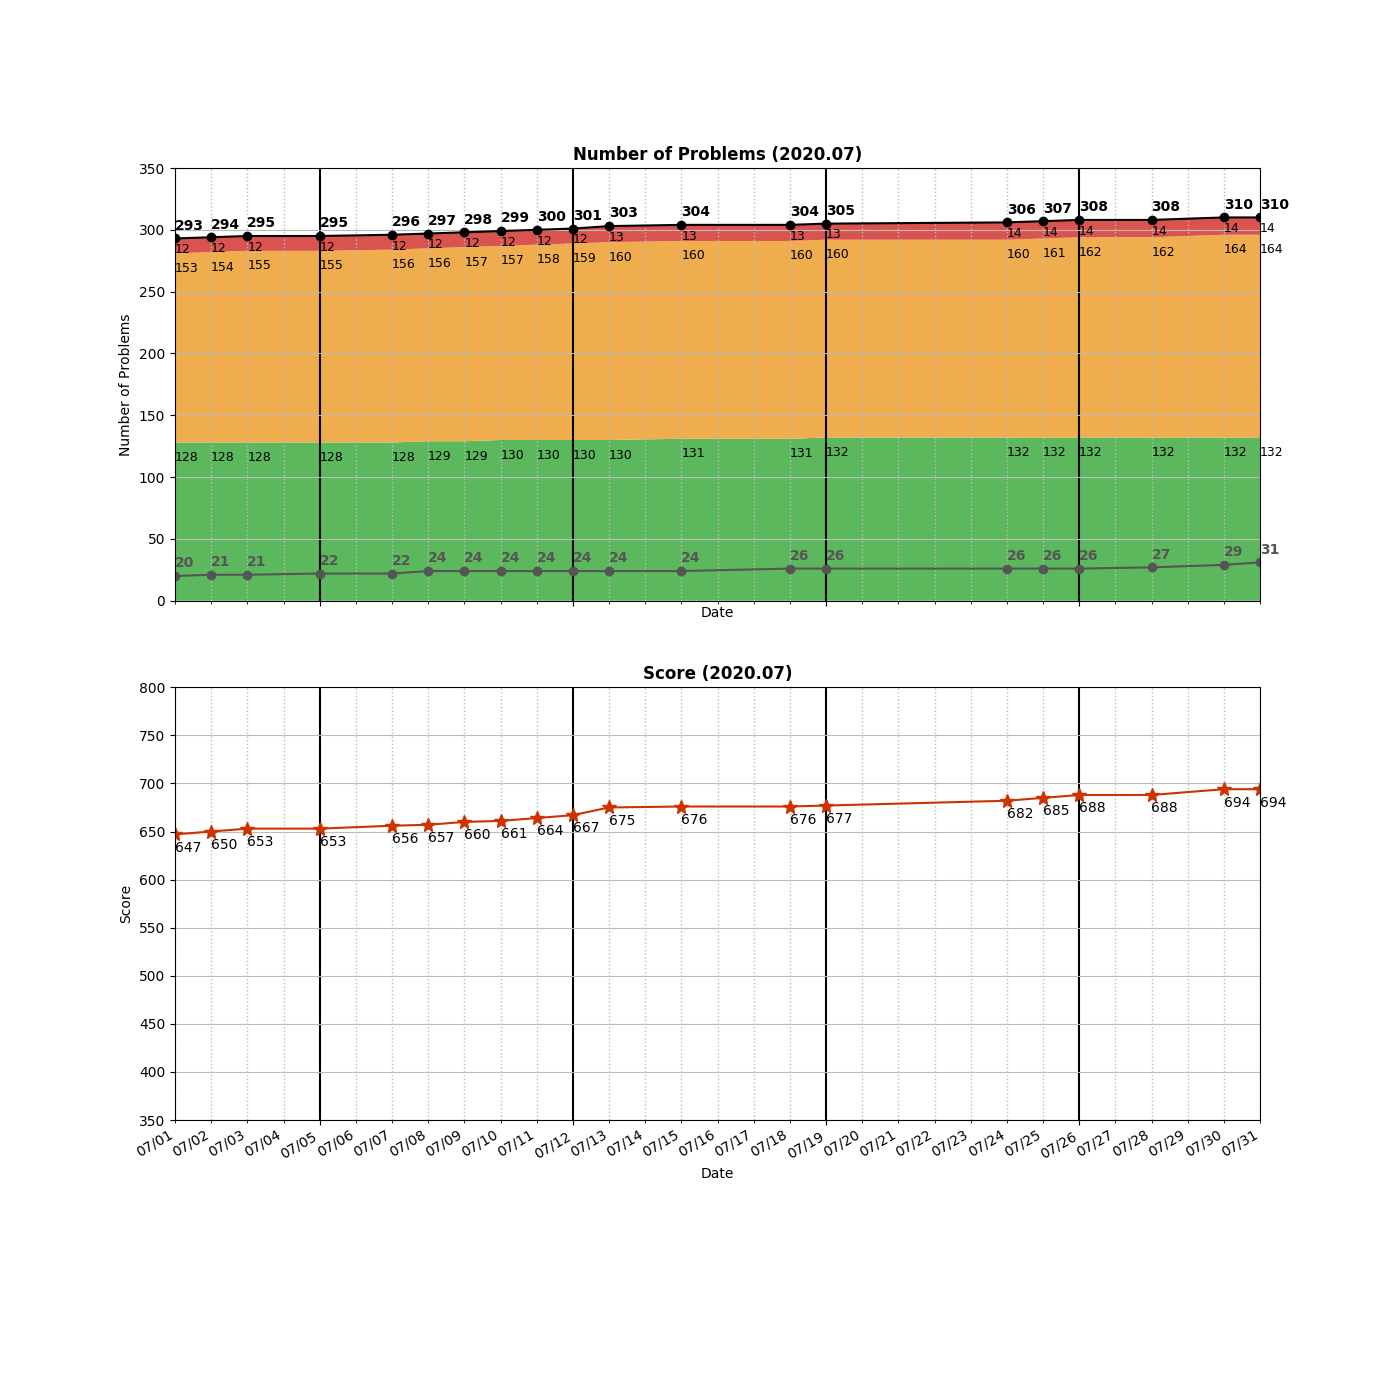 Number of Problems (2020.07)
350
300
250
200
150
100
50
0
Number of Problems
293 294 295 295 296 297 298 299 300 301 303 304 304 305 306 307 308 308 310 310
12 12 12 12 12 12 12 12 12 12 13 13 13 13 14 14 14 14 14 14
153 154 155 155 156 156 157 157 158 159 160 160 160 160 160 161 162 162 164 164
128 128 128 128 128 129 129 130 130 130 130 131 131 132 132 132 132 132 132 132
20 21 21 22 22 24 24 24 24 24 24 24 26 26 26 26 26 27 29 31
Date
Score (2020.07)
800
750
700
650
600
550
500
450
400
350
Score
647 650 653 653 656 657 660 661 664 667 675 676 676 677 682 685 688 688 694 694
07/01 07/02 07/03 07/04 07/05 07/06 07/07 07/08 07/09 07/10 07/11 07/12 07/13 07/14 07/15 07/16 07/17 07/18 07/19 07/20 07/21 07/22 07/23 07/24 07/25 07/26 07/27 07/28 07/29 07/30 07/31
Date